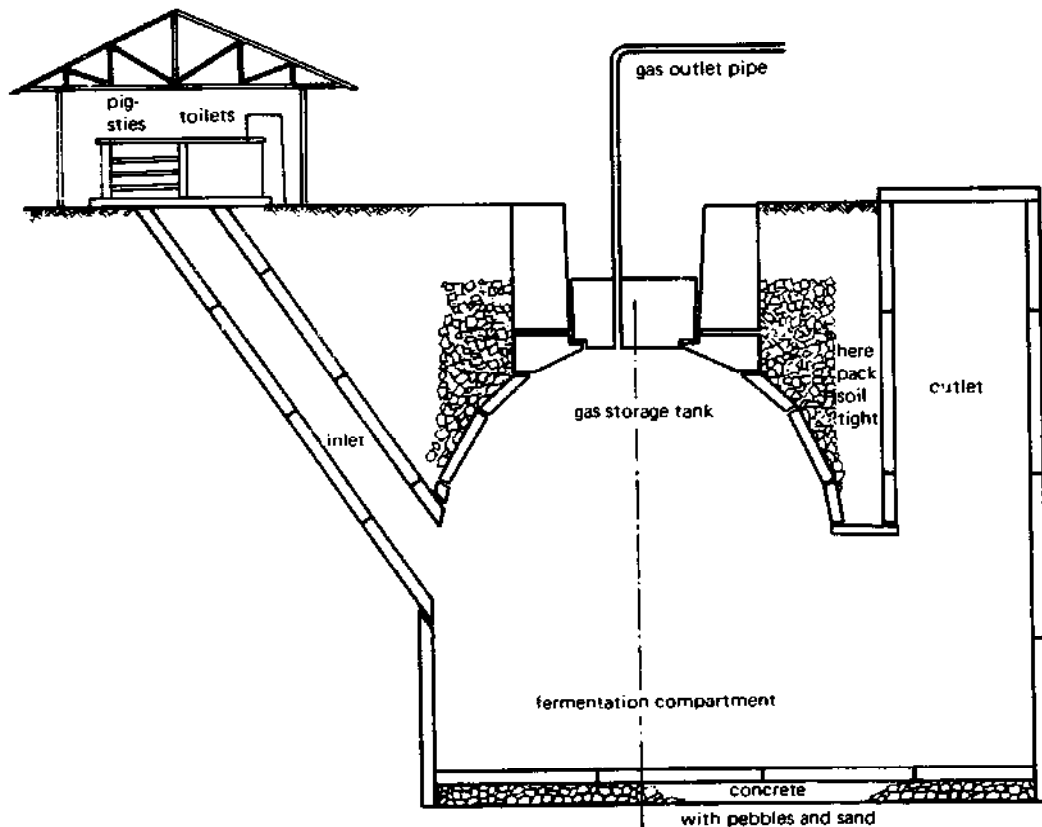 gas outlet pipe
pig-
sties
toilets
here
pack
soil
tight
outlet
gas storage tank
inlet
fermentation compartment
concrete
with pebbles and sand